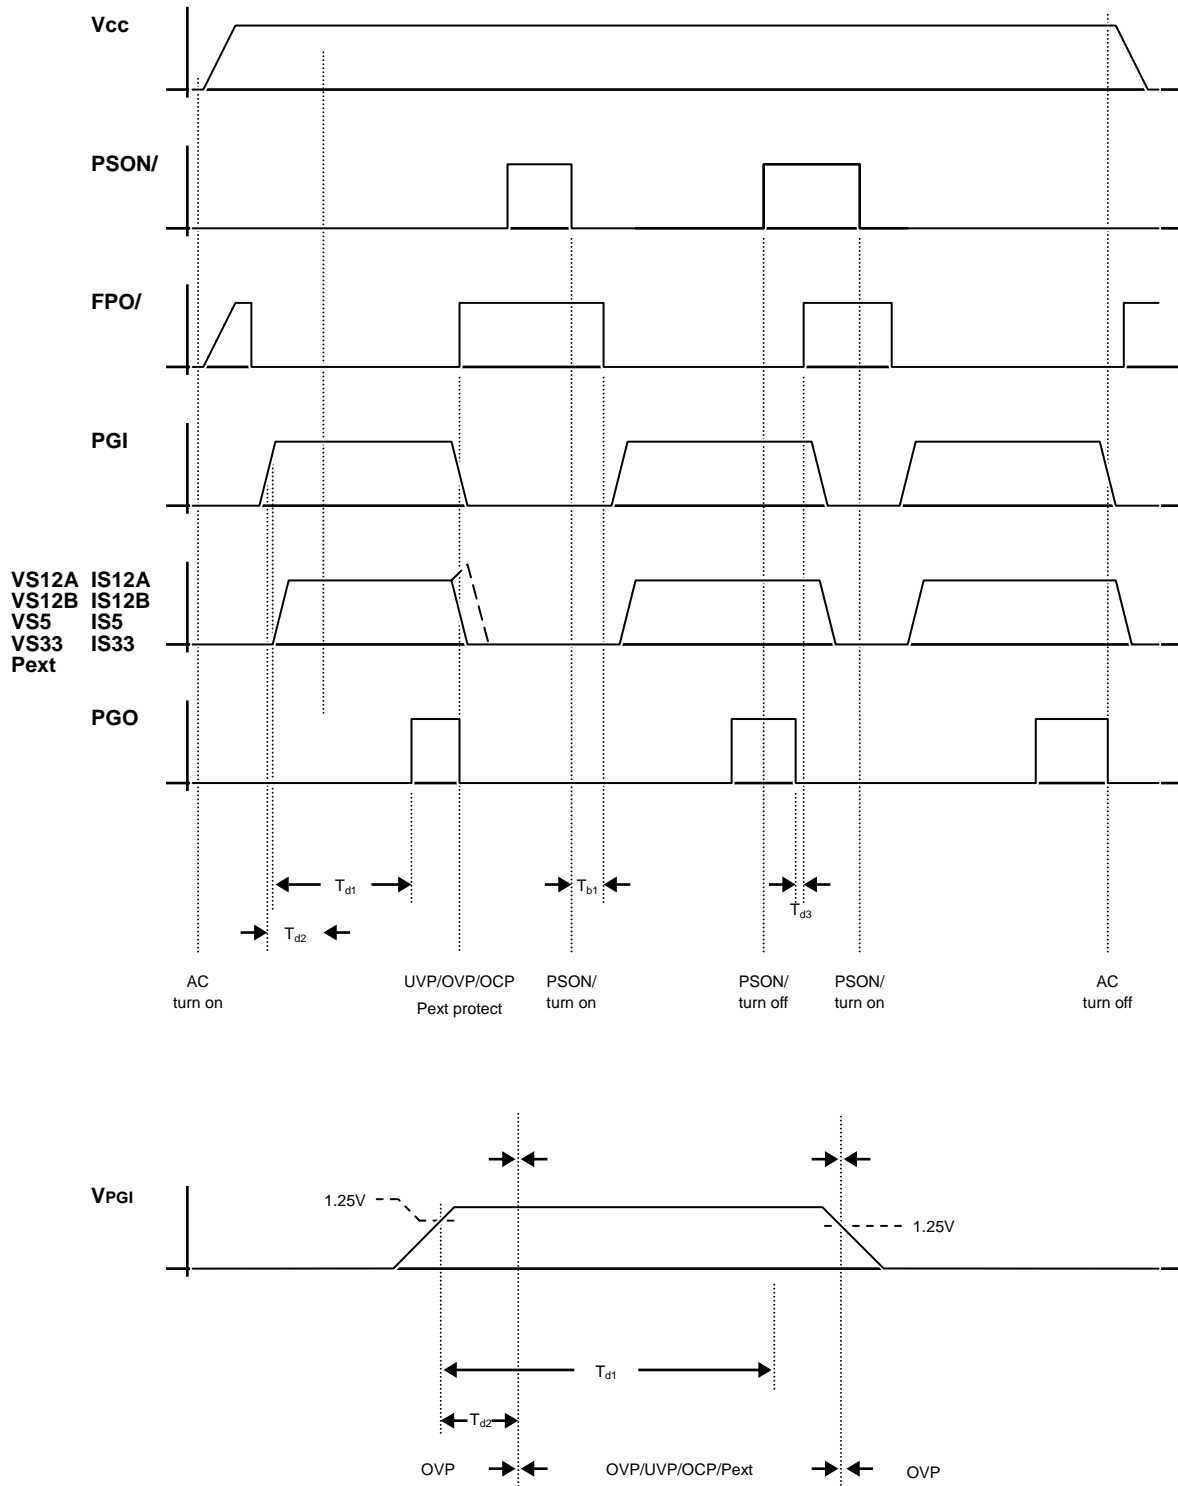 Vcc
PSON/
FPO/
PGI
VS12A IS12A
VS12B IS12B
VS5 IS5
VS33 IS33
Pext
PGO
Td1
Tb1
Td3
Td2
AC turn on
UVP/OVP/OCP Pext protect
PSON/ turn on
PSON/ turn off
PSON/ turn on
AC turn off
VPGI
1.25V
1.25V
Td1
Td2
OVP
OVP/UVP/OCP/Pext
OVP